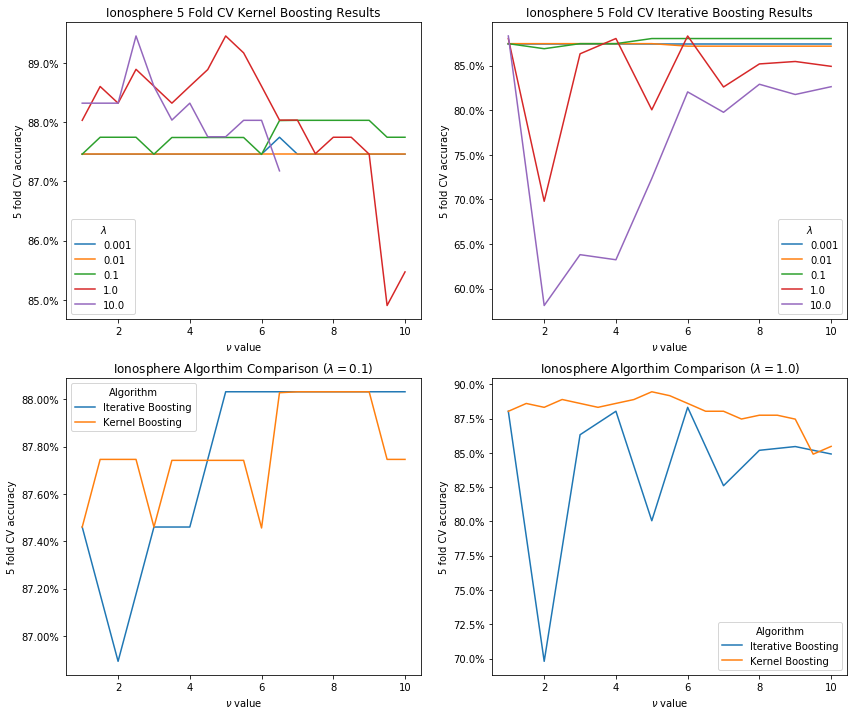 Ionosphere 5 Fold CV Kernel Boosting Results
5 fold CV accuracy
89.0%
88.0%
87.0%
86.0%
85.0%
λ
0.001
0.01
0.1
1.0
10.0
2
4
6
8
10
ν value
Ionosphere 5 Fold CV Iterative Boosting Results
5 fold CV accuracy
85.0%
80.0%
75.0%
70.0%
65.0%
60.0%
λ
0.001
0.01
0.1
1.0
10.0
2
4
6
8
10
ν value
Ionosphere Algorthim Comparison (λ = 0.1)
5 fold CV accuracy
88.00%
87.80%
87.60%
87.40%
87.20%
87.00%
Algorithm
Iterative Boosting
Kernel Boosting
2
4
6
8
10
ν value
Ionosphere Algorthim Comparison (λ = 1.0)
5 fold CV accuracy
90.0%
87.5%
85.0%
82.5%
80.0%
77.5%
75.0%
72.5%
70.0%
Algorithm
Iterative Boosting
Kernel Boosting
2
4
6
8
10
ν value